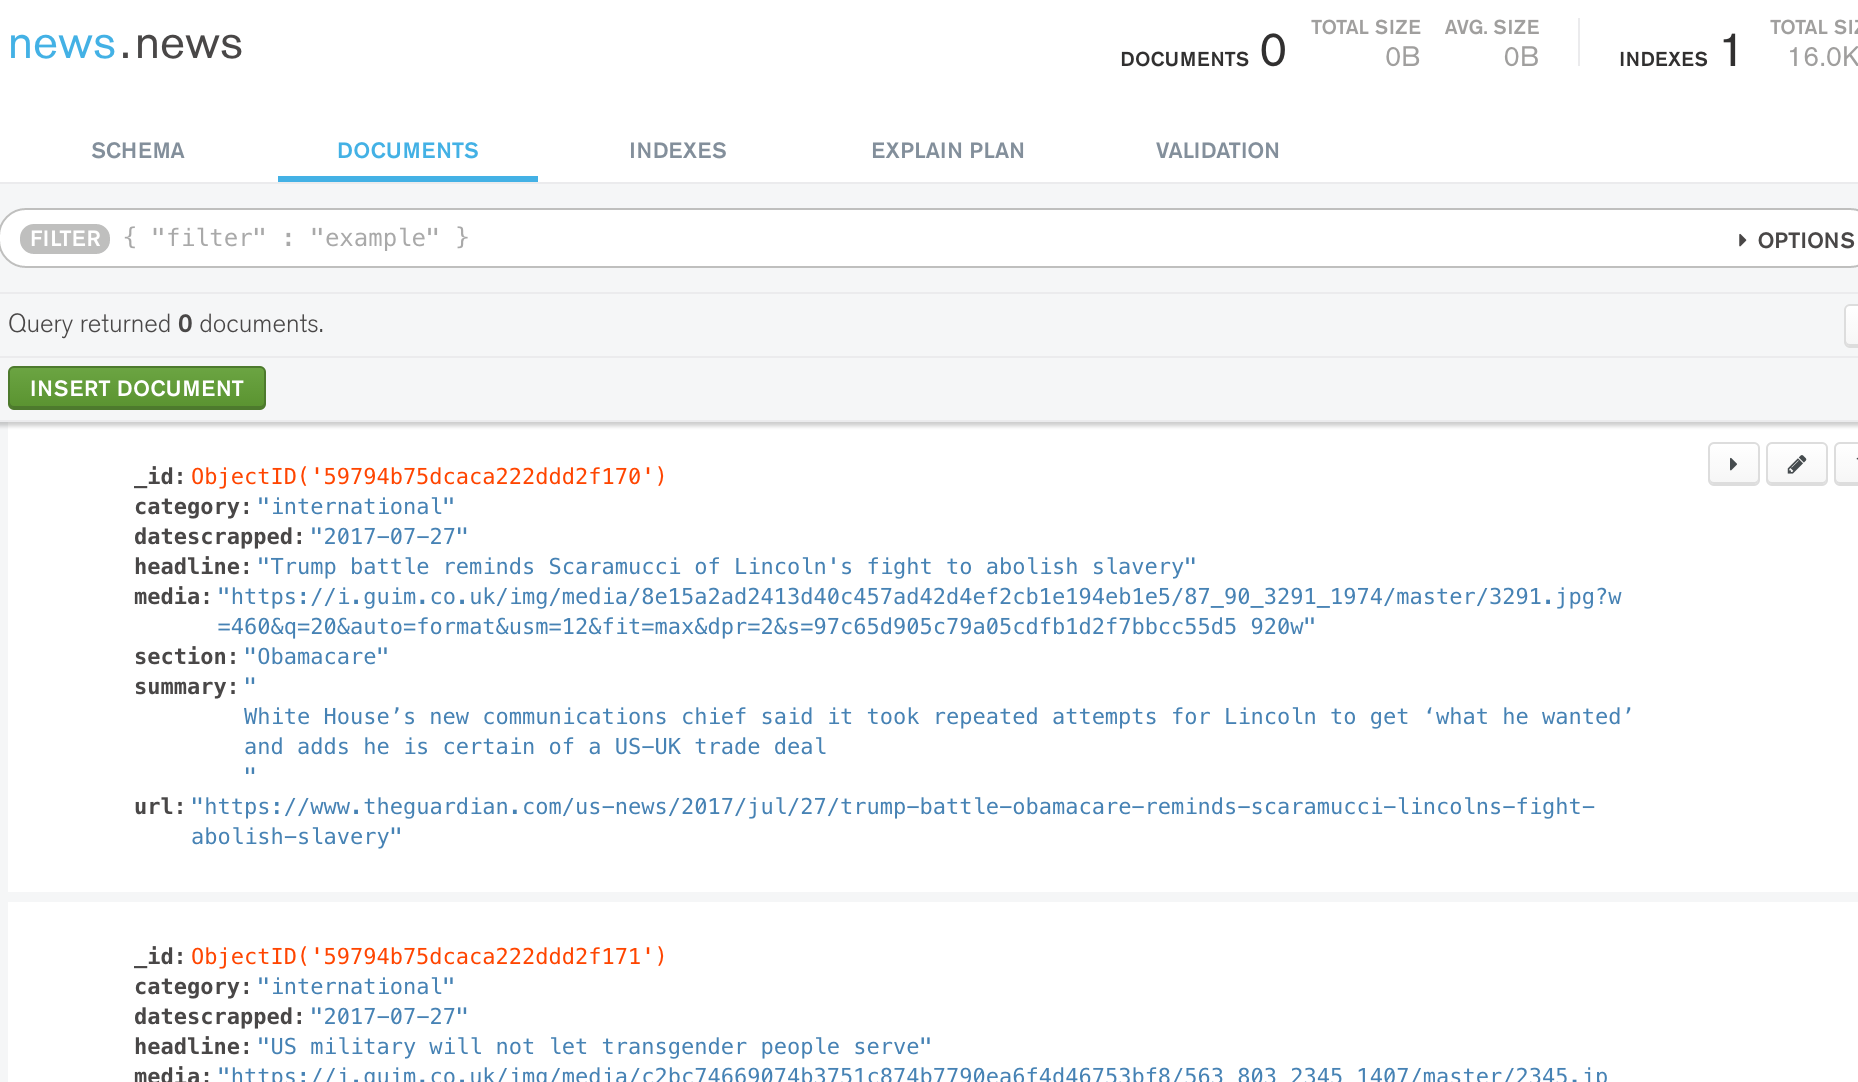 news.news
DOCUMENTS 0 TOTAL SIZE 0B AVG. SIZE 0B INDEXES 1 TOTAL 16.0K
SCHEMA DOCUMENTS INDEXES EXPLAIN PLAN VALIDATION
FILTER { "filter" : "example" } OPTIONS
Query returned 0 documents.
INSERT DOCUMENT
_id: ObjectID('59794b75dcaca222ddd2f170')
category: "international"
datescrapped: "2017-07-27"
headline: "Trump battle reminds Scaramucci of Lincoln's fight to abolish slavery"
media: "https://i.guim.co.uk/img/media/8e15a2ad2413d40c457ad42d4ef2cb1e194eb1e5/87_90_3291_1974/master/3291.jpg?w
=460&q=20&auto=format&usm=12&fit=max&dpr=2&s=97c65d905c79a05cdfb1d2f7bbcc55d5 920w"
section: "Obamacare"
summary: "
White House’s new communications chief said it took repeated attempts for Lincoln to get ‘what he wanted’
and adds he is certain of a US-UK trade deal
"
url: "https://www.theguardian.com/us-news/2017/jul/27/trump-battle-obamacare-reminds-scaramucci-lincolns-fight-
abolish-slavery"
_id: ObjectID('59794b75dcaca222ddd2f171')
category: "international"
datescrapped: "2017-07-27"
headline: "US military will not let transgender people serve"
media: "https://i.guim.co.uk/img/media/c2bc74669074b3751c874b7790ea6f4d46753bf8/563_803_2345_1407/master/2345.jp